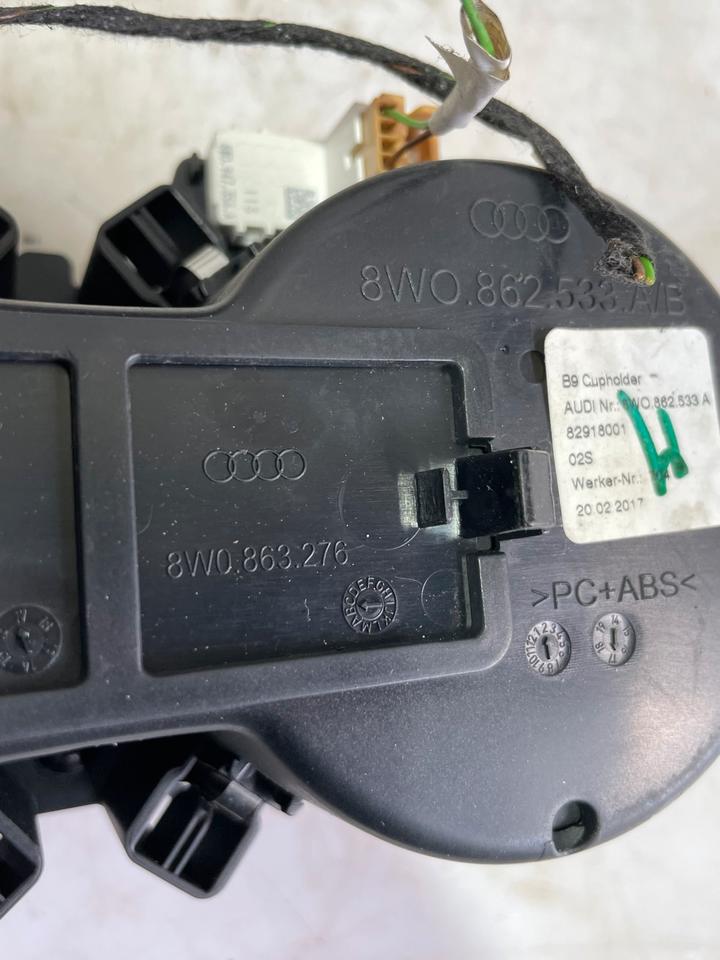 8W0.862.533.A/B
B9 Cupholder
AUDI Nr.: 8W0.862.533 A
82918001
02S
Werker-Nr.:
20.02.2017
8W0.863.276
>PC+ABS<
113